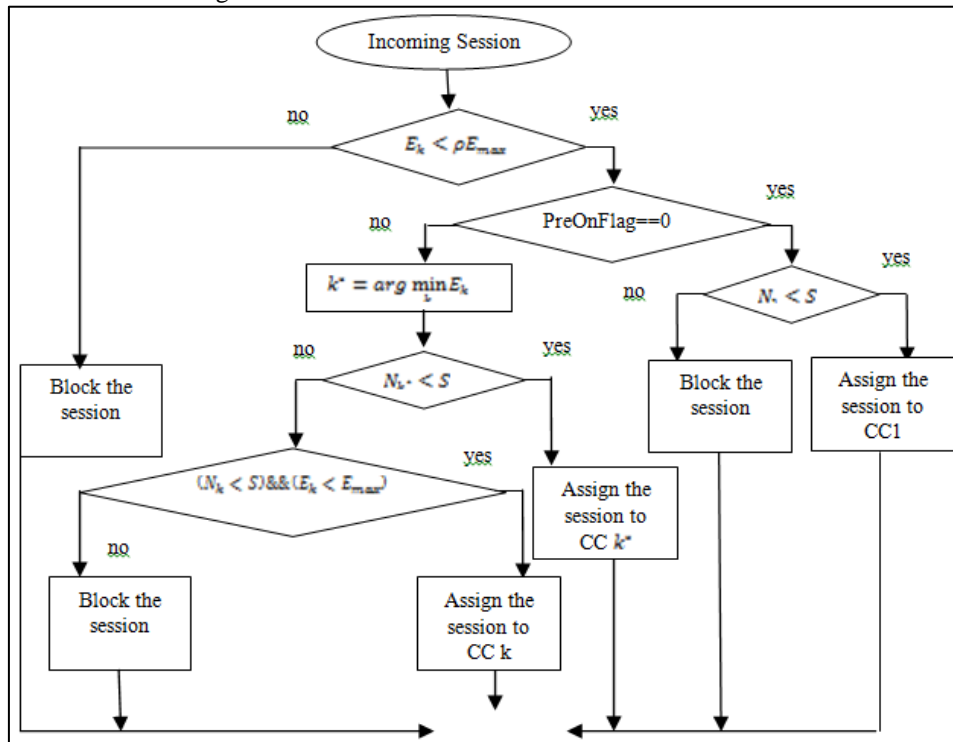 Incoming Session
no
yes
E_k < ρE_max
yes
no
PreOnFlag==0
k* = arg min E_k
k
no
yes
N_1 < S
no
yes
N_k* < S
Block the
session
Block the
session
Assign the
session to
CC1
yes
(N_k < S)&&(E_k < E_max)
Assign the
session to
CC k*
no
Block the
session
Assign the
session to
CC k